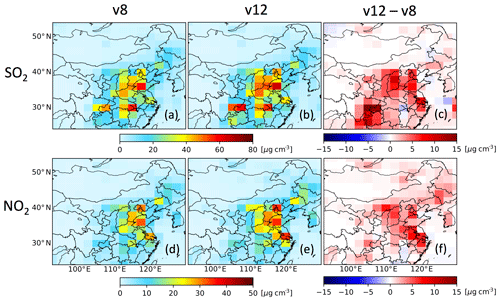 v8 v12 v12 – v8
SO2 50° N 40° N 30° N (a) (b) (c)
0 20 40 60 80 [µg cm-3] −15 −10 −5 0 5 10 15 [µg cm-3]
NO2 50° N 40° N 30° N (d) (e) (f)
100° E 110° E 120° E 100° E 110° E 120° E 100° E 110° E 120° E
0 10 20 30 40 50 [µg cm-3] −15 −10 −5 0 5 10 15 [µg cm-3]